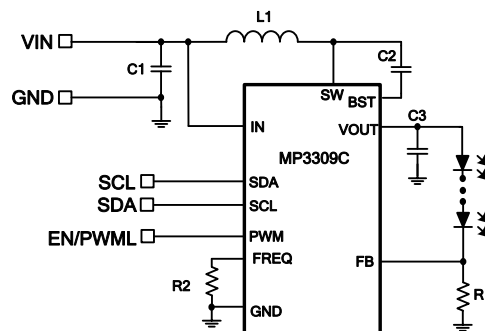 L1
VIN
C1
C2
SW
BST
GND
IN
VOUT
C3
MP3309C
SCL
SDA
SDA
SCL
EN/PWML
PWM
FREQ
FB
R2
R
GND